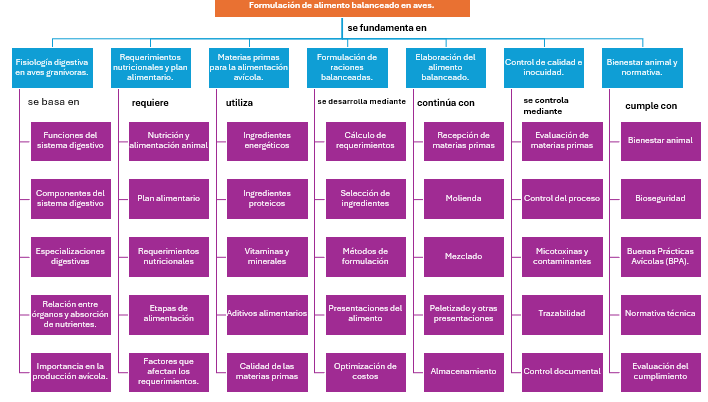 Formulación de alimento balanceado en aves.
se fundamenta en
Fisiología digestiva
en aves granívoras.
Requerimientos
nutricionales y plan
alimentario.
Materias primas
para la alimentación
avícola.
Formulación de
raciones
balanceadas.
Elaboración del
alimento
balanceado.
Control de calidad e
inocuidad.
Bienestar animal y
normativa.
se basa en
requiere
utiliza
se desarrolla mediante
continúa con
se controla
mediante
cumple con
Funciones del
sistema digestivo
Nutrición y
alimentación animal
Ingredientes
energéticos
Cálculo de
requerimientos
Recepción de
materias primas
Evaluación de
materias primas
Bienestar animal
Componentes del
sistema digestivo
Plan alimentario
Ingredientes
proteicos
Selección de
ingredientes
Molienda
Control del proceso
Bioseguridad
Especializaciones
digestivas
Requerimientos
nutricionales
Vitaminas y
minerales
Métodos de
formulación
Mezclado
Micotoxinas y
contaminantes
Buenas Prácticas
Avícolas (BPA).
Relación entre
órganos y absorción
de nutrientes.
Etapas de
alimentación
Aditivos alimentarios
Presentaciones del
alimento
Peletizado y otras
presentaciones
Trazabilidad
Normativa técnica
Importancia en la
producción avícola.
Factores que
afectan los
requerimientos.
Calidad de las
materias primas
Optimización de
costos
Almacenamiento
Control documental
Evaluación del
cumplimiento